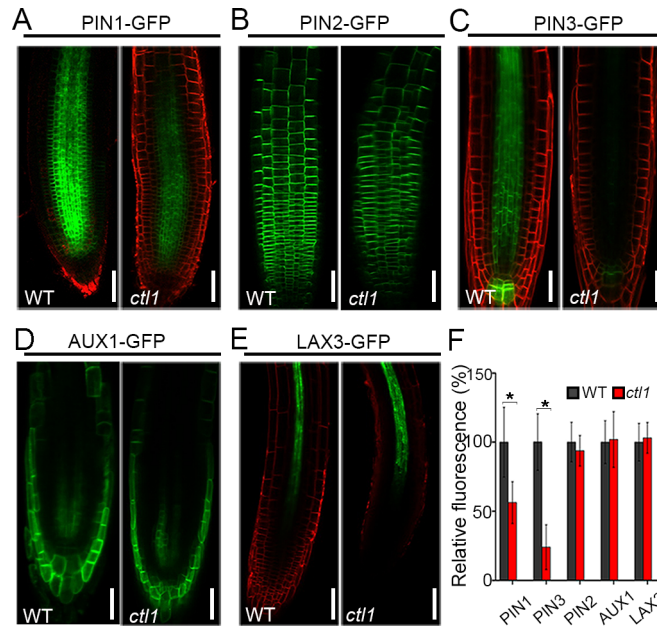 A PIN1-GFP
WT ctl1
B PIN2-GFP
WT ctl1
C PIN3-GFP
WT ctl1
D AUX1-GFP
WT ctl1
E LAX3-GFP
WT ctl1
F
Relative fluorescence (%)
150
100
50
0
WT ctl1
* *
PIN1 PIN3 PIN2 AUX1